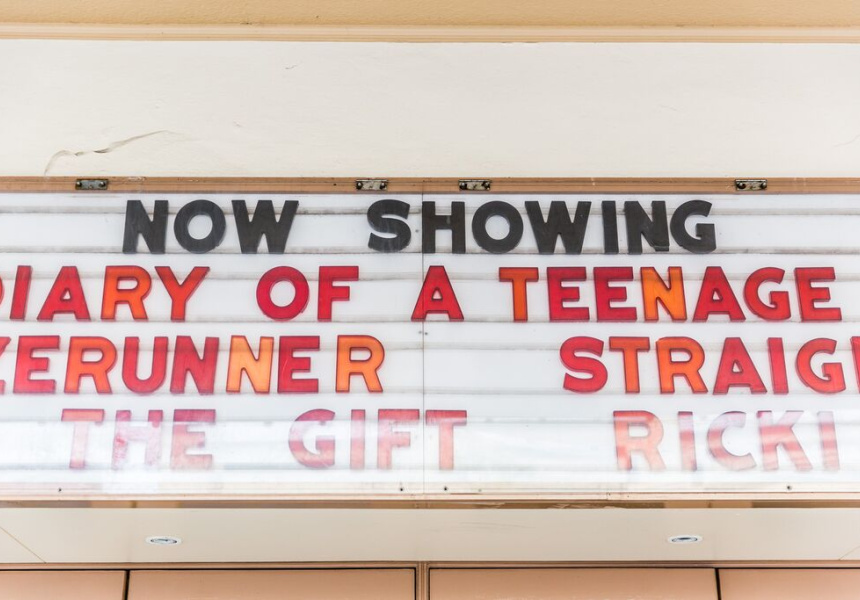 NOW SHOWING
DIARY OF A TEENAGE
ZERUNNER STRAIG
THE GIFT RICKI